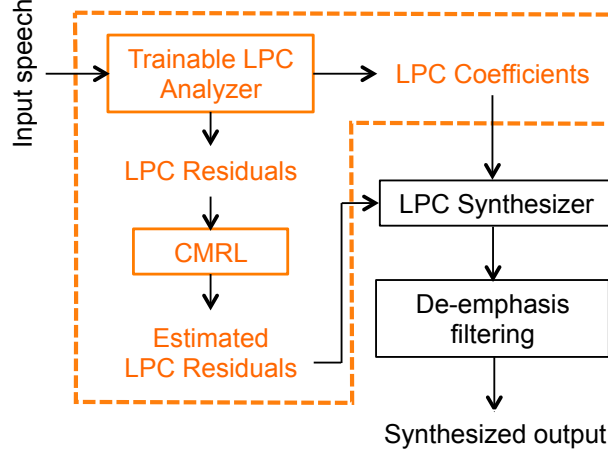 Input speech
Trainable LPC
Analyzer
LPC Coefficients
LPC Residuals
LPC Synthesizer
CMRL
De-emphasis
filtering
Estimated
LPC Residuals
Synthesized output